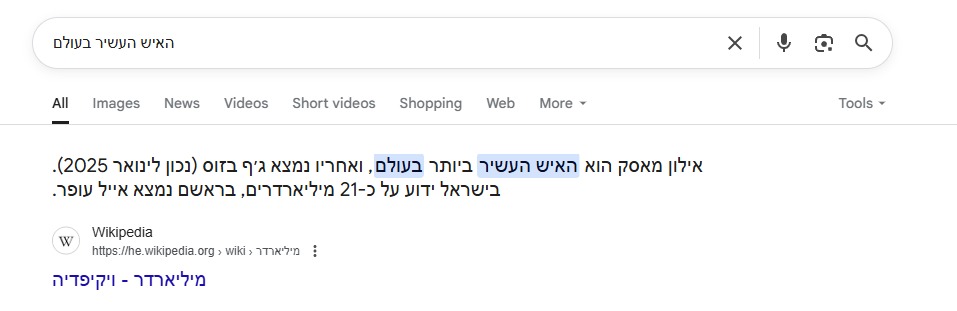 האיש העשיר בעולם
All Images News Videos Short videos Shopping Web More Tools
אילון מאסק הוא האיש העשיר ביותר בעולם, ואחריו נמצא ג׳ף בזוס (נכון לינואר 2025).
בישראל ידוע על כ-21 מיליארדרים, בראשם נמצא אייל עופר.
W
Wikipedia
https://he.wikipedia.org › wiki › מיליארדר
מיליארדר - ויקיפדיה